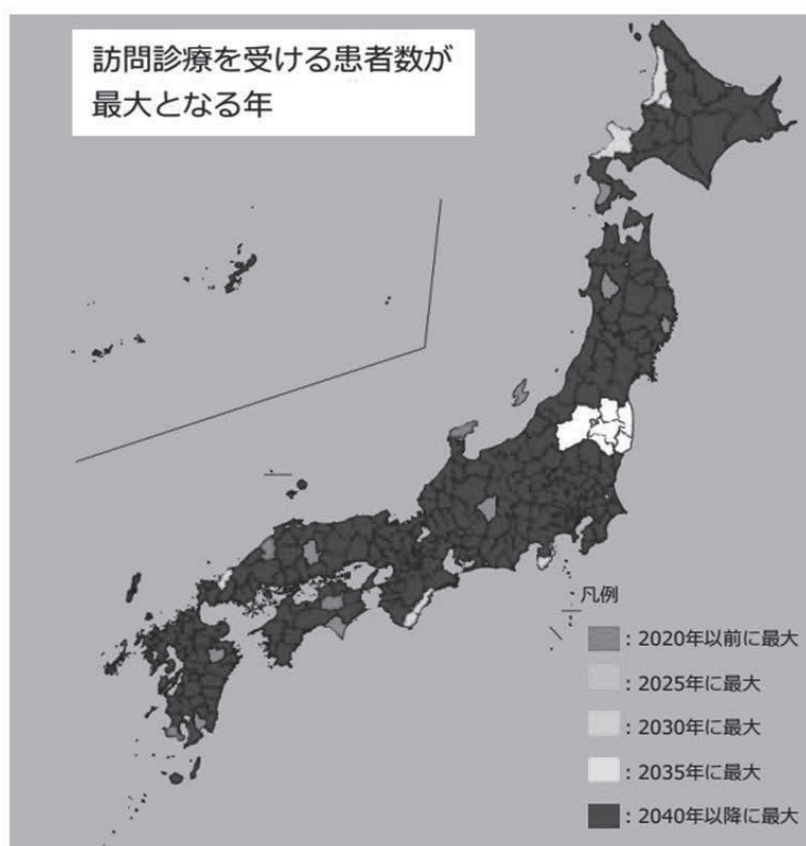 訪問診療を受ける患者数が
最大となる年
凡例
：2020年以前に最大
：2025年に最大
：2030年に最大
：2035年に最大
：2040年以降に最大